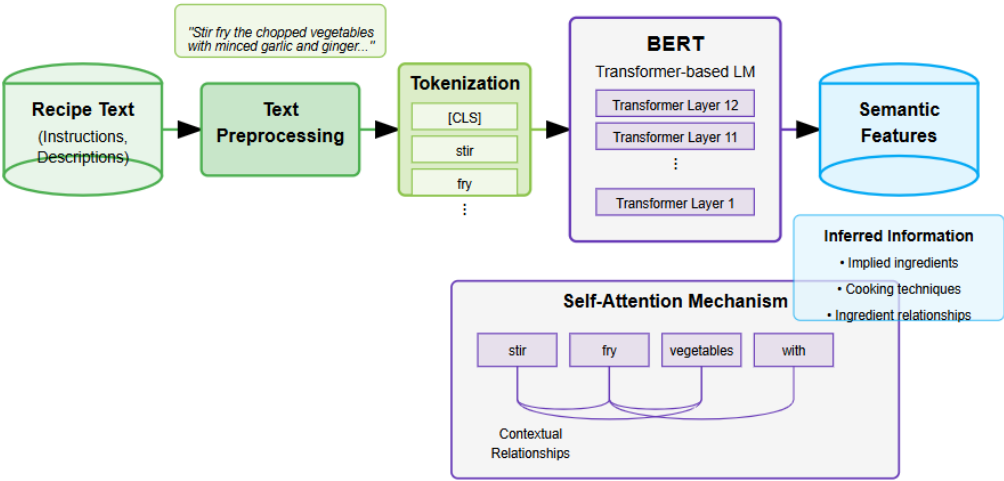 "Stir fry the chopped vegetables
with minced garlic and ginger..."
Recipe Text
(Instructions,
Descriptions)
Text
Preprocessing
Tokenization
[CLS]
stir
fry
⋮
BERT
Transformer-based LM
Transformer Layer 12
Transformer Layer 11
⋮
Transformer Layer 1
Semantic
Features
Inferred Information
• Implied ingredients
• Cooking techniques
• Ingredient relationships
Self-Attention Mechanism
stir
fry
vegetables
with
Contextual
Relationships